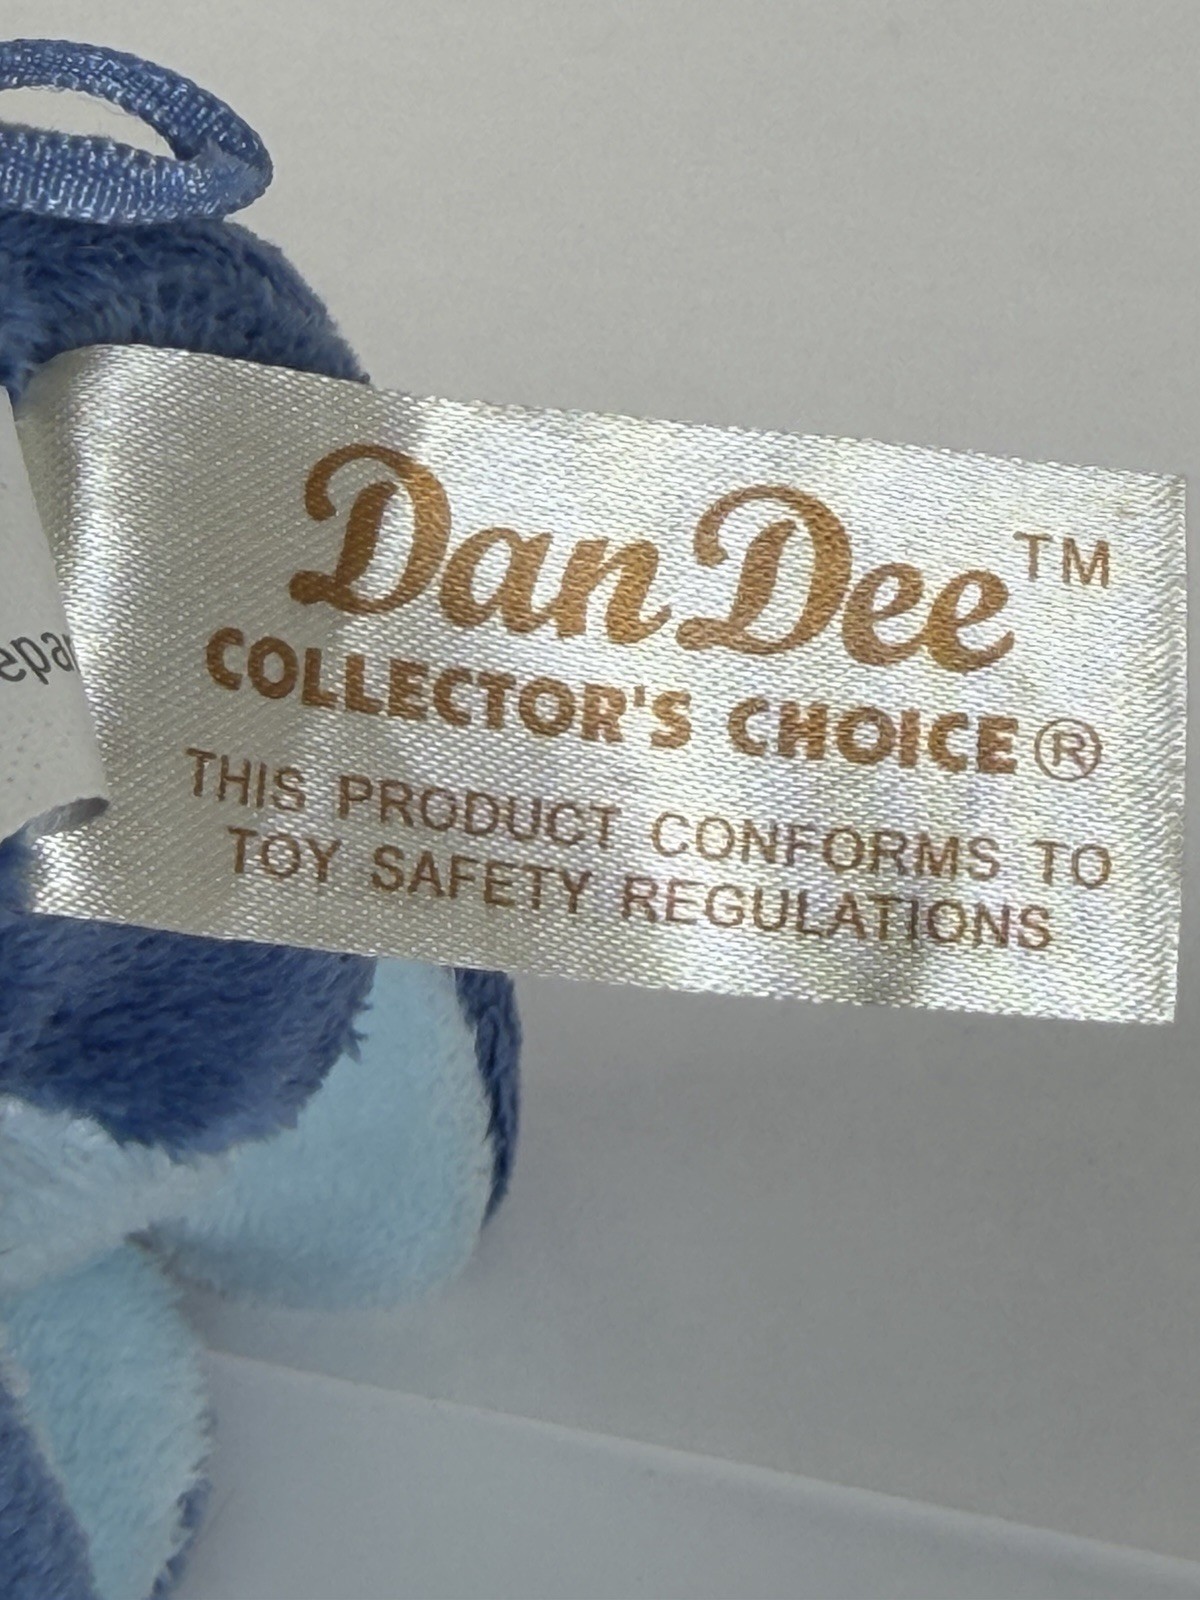 Dan Dee™
COLLECTOR'S CHOICE®
THIS PRODUCT CONFORMS TO
TOY SAFETY REGULATIONS